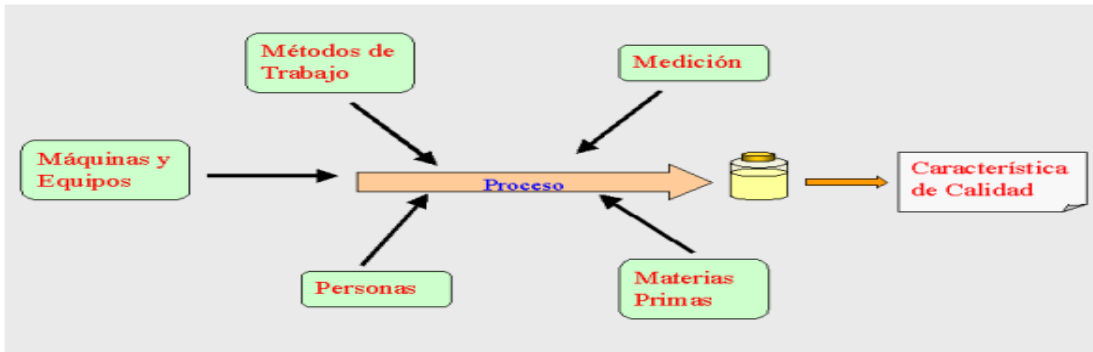 Métodos de
Trabajo
Medición
Máquinas y
Equipos
Proceso
Característica
de Calidad
Personas
Materias
Primas